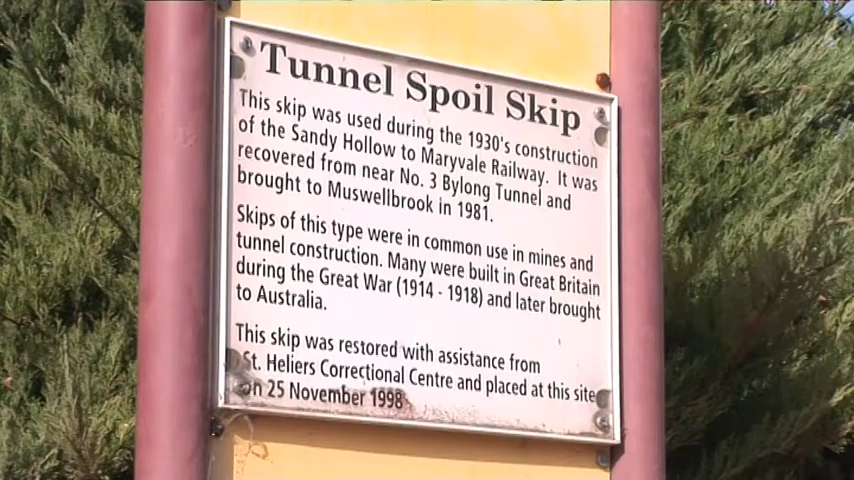 Tunnel Spoil Skip
This skip was used during the 1930's construction
of the Sandy Hollow to Maryvale Railway. It was
recovered from near No. 3 Bylong Tunnel and
brought to Muswellbrook in 1981.
Skips of this type were in common use in mines and
tunnel construction. Many were built in Great Britain
during the Great War (1914 - 1918) and later brought
to Australia.
This skip was restored with assistance from
St. Heliers Correctional Centre and placed at this site
on 25 November 1998